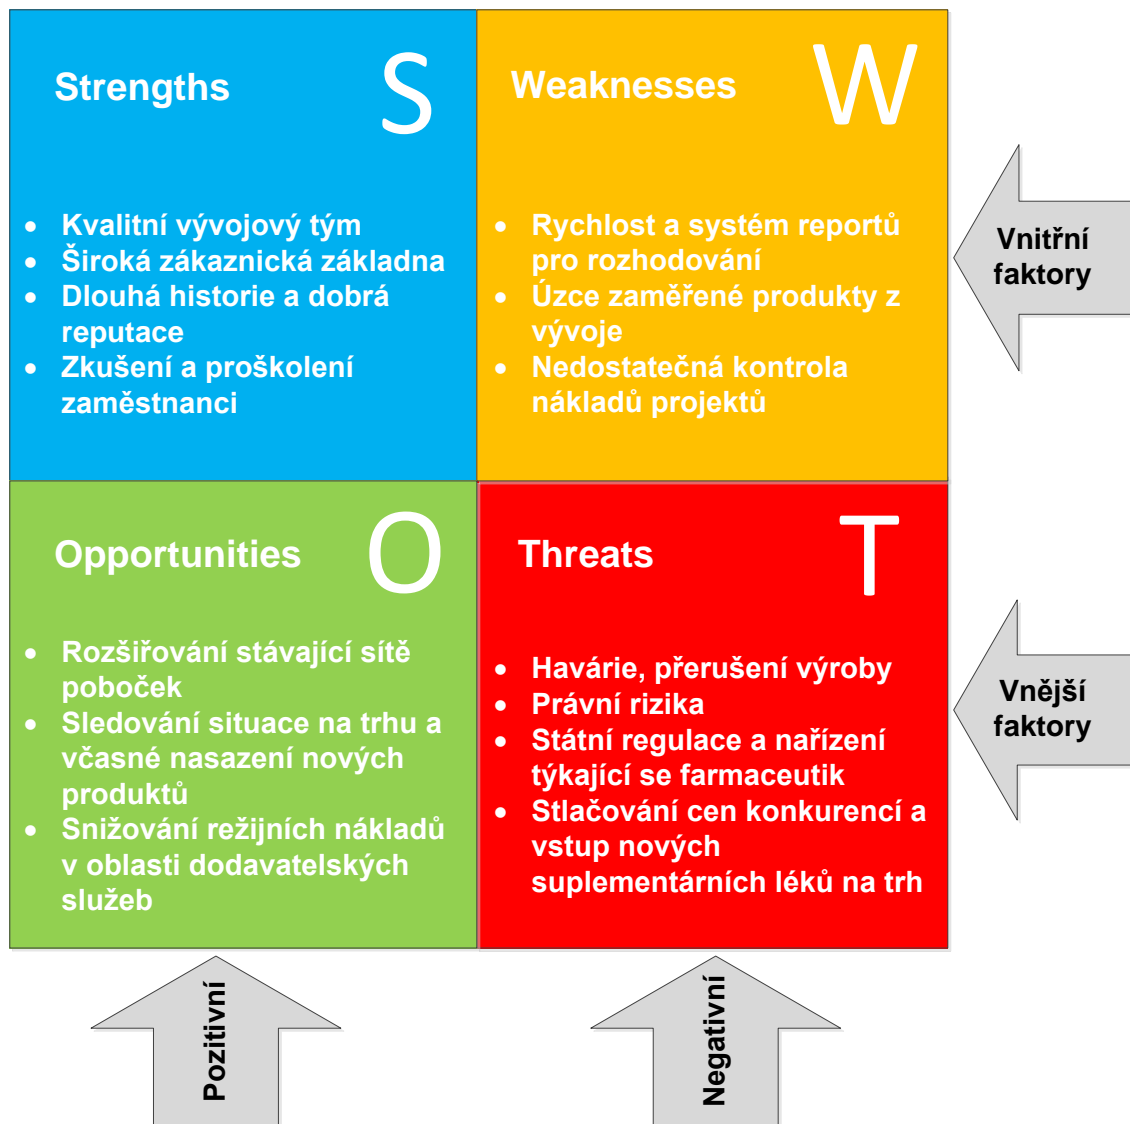 Strengths S
• Kvalitní vývojový tým
• Široká zákaznická základna
• Dlouhá historie a dobrá
reputace
• Zkušení a proškolení
zaměstnanci
Weaknesses W
• Rychlost a systém reportů
pro rozhodování
• Úzce zaměřené produkty z
vývoje
• Nedostatečná kontrola
nákladů projektů
Vnitřní
faktory
Opportunities O
• Rozšiřování stávající sítě
poboček
• Sledování situace na trhu a
včasné nasazení nových
produktů
• Snižování režijních nákladů
v oblasti dodavatelských
služeb
Threats T
• Havárie, přerušení výroby
• Právní rizika
• Státní regulace a nařízení
týkající se farmaceutik
• Stlačování cen konkurencí a
vstup nových
suplementárních léků na trh
Vnější
faktory
Pozitivní
Negativní